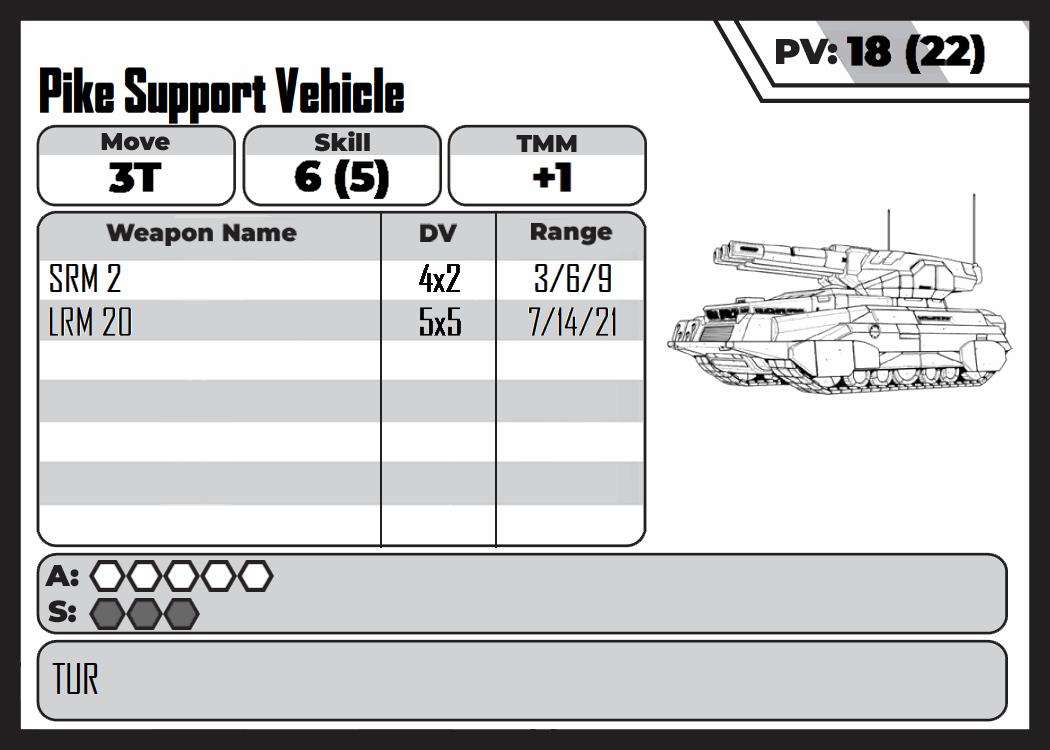 PV: 18 (22)
Pike Support Vehicle
Move Skill TMM
3T 6 (5) +1
Weapon Name DV Range
SRM 2 4x2 3/6/9
LRM 20 5x5 7/14/21
A:
S:
TUR